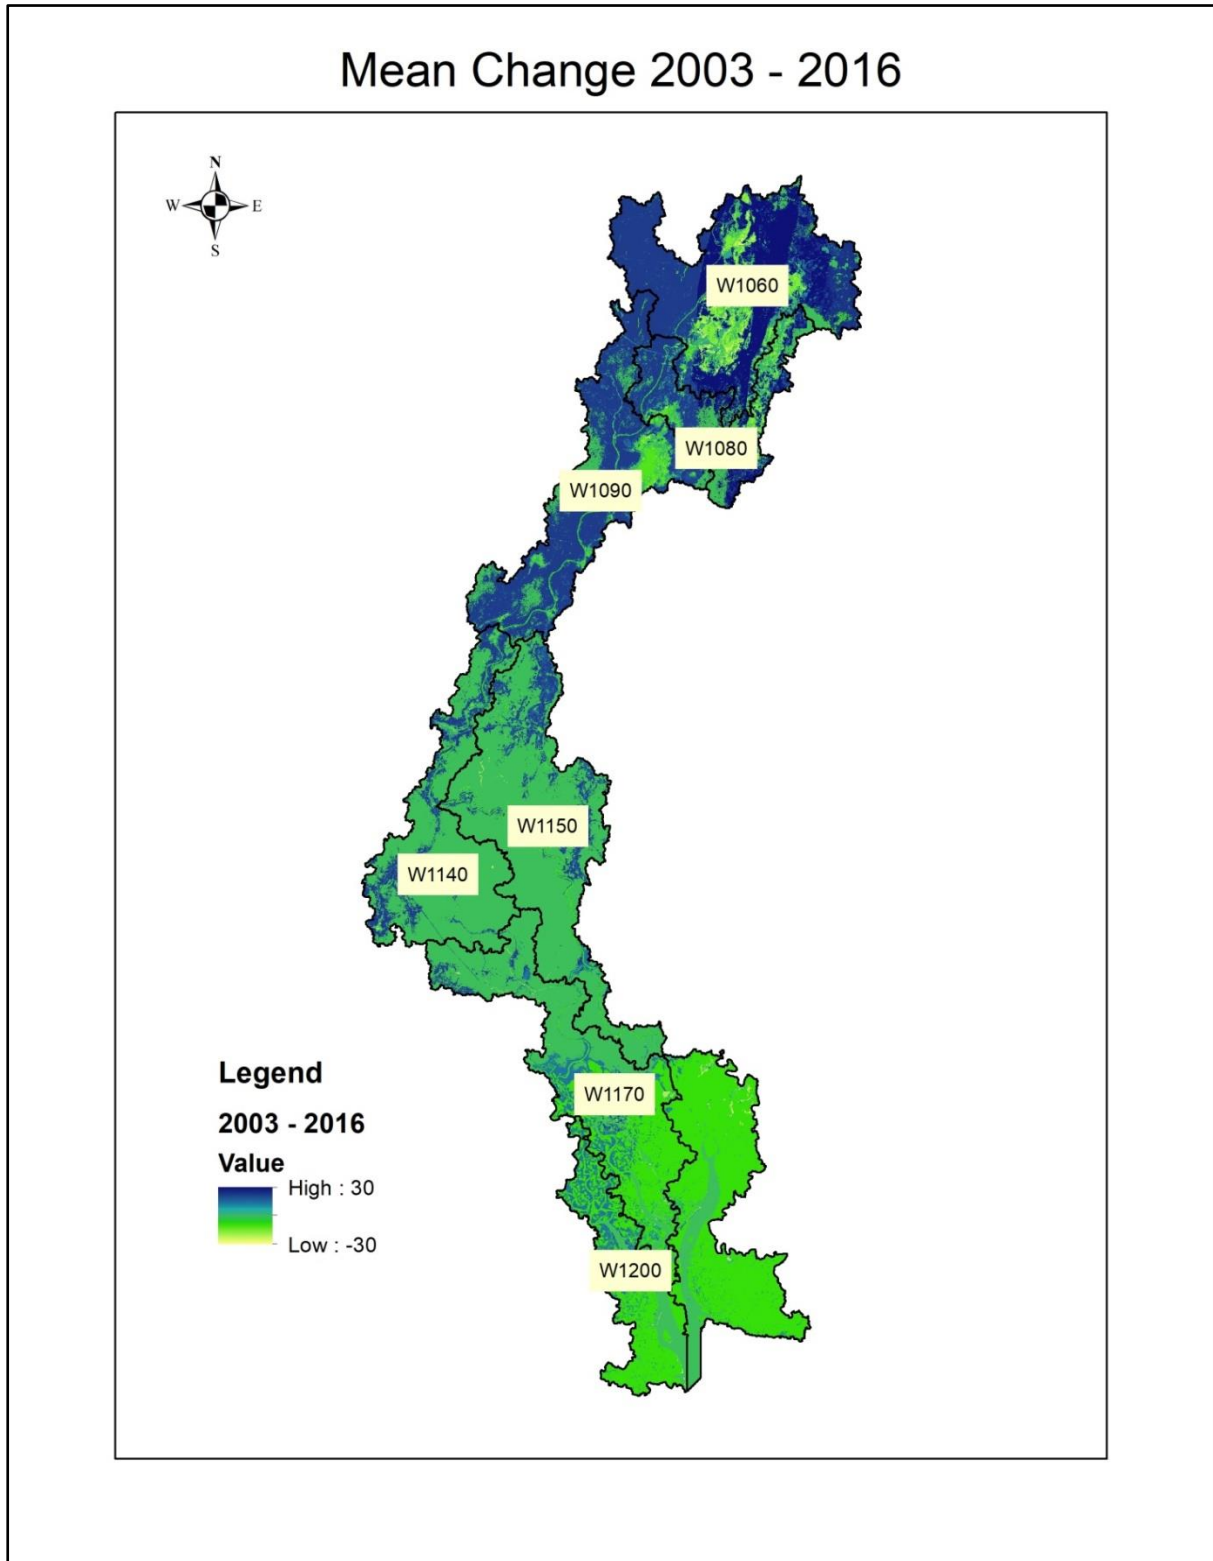 Mean Change 2003 - 2016
N
W E
S
W1060
W1080
W1090
W1150
W1140
W1170
W1200
Legend
2003 - 2016
Value
High : 30
Low : -30